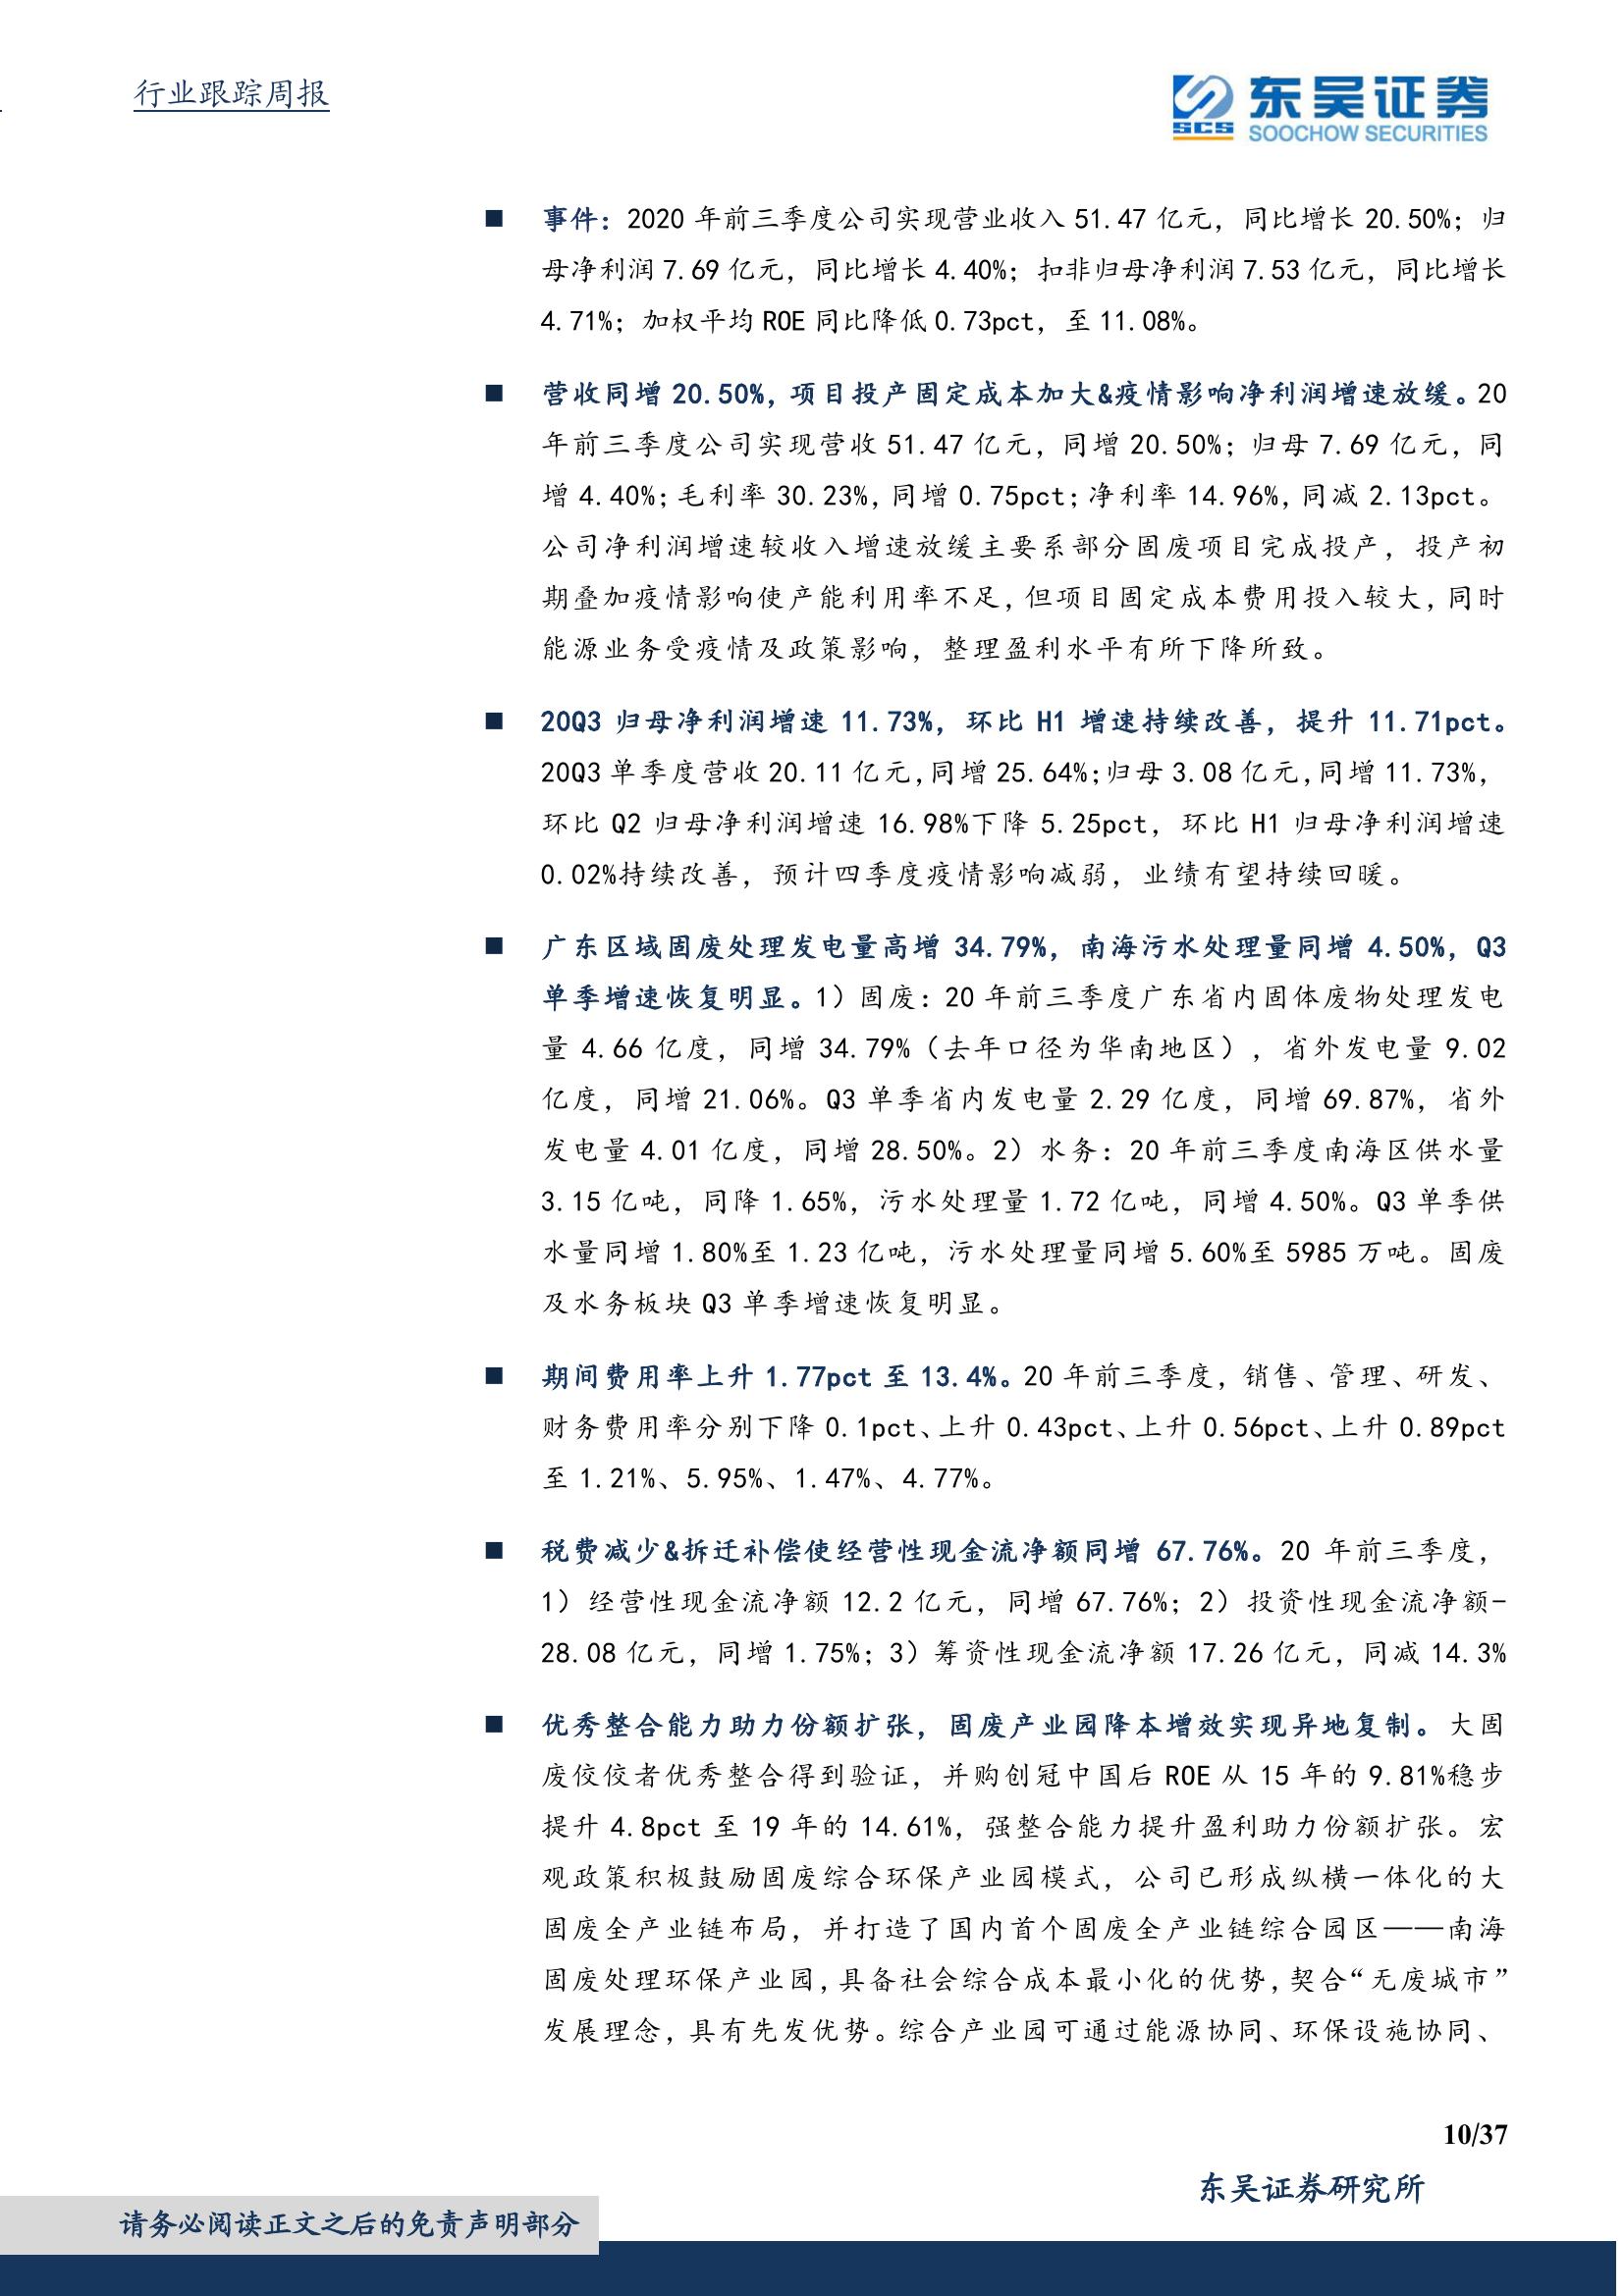 行业跟踪周报
东吴证券
SCS
SOOCHOW SECURITIES
■ 事件：2020 年前三季度公司实现营业收入 51.47 亿元，同比增长 20.50%；归
母净利润 7.69 亿元，同比增长 4.40%；扣非归母净利润 7.53 亿元，同比增长
4.71%；加权平均 ROE 同比降低 0.73pct，至 11.08%。
■ 营收同增 20.50%，项目投产固定成本加大&疫情影响净利润增速放缓。20
年前三季度公司实现营收 51.47 亿元，同增 20.50%；归母 7.69 亿元，同
增 4.40%；毛利率 30.23%，同增 0.75pct；净利率 14.96%，同减 2.13pct。
公司净利润增速较收入增速放缓主要系部分固废项目完成投产，投产初
期叠加疫情影响使产能利用率不足，但项目固定成本费用投入较大，同时
能源业务受疫情及政策影响，整理盈利水平有所下降所致。
■ 20Q3 归母净利润增速 11.73%，环比 H1 增速持续改善，提升 11.71pct。
20Q3 单季度营收 20.11 亿元，同增 25.64%；归母 3.08 亿元，同增 11.73%，
环比 Q2 归母净利润增速 16.98%下降 5.25pct，环比 H1 归母净利润增速
0.02%持续改善，预计四季度疫情影响减弱，业绩有望持续回暖。
■ 广东区域固废处理发电量高增 34.79%，南海污水处理量同增 4.50%，Q3
单季增速恢复明显。1）固废：20 年前三季度广东省内固体废物处理发电
量 4.66 亿度，同增 34.79%（去年口径为华南地区），省外发电量 9.02
亿度，同增 21.06%。Q3 单季省内发电量 2.29 亿度，同增 69.87%，省外
发电量 4.01 亿度，同增 28.50%。2）水务：20 年前三季度南海区供水量
3.15 亿吨，同降 1.65%，污水处理量 1.72 亿吨，同增 4.50%。Q3 单季供
水量同增 1.80%至 1.23 亿吨，污水处理量同增 5.60%至 5985 万吨。固废
及水务板块 Q3 单季增速恢复明显。
■ 期间费用率上升 1.77pct 至 13.4%。20 年前三季度，销售、管理、研发、
财务费用率分别下降 0.1pct、上升 0.43pct、上升 0.56pct、上升 0.89pct
至 1.21%、5.95%、1.47%、4.77%。
■ 税费减少&拆迁补偿使经营性现金流净额同增 67.76%。20 年前三季度，
1）经营性现金流净额 12.2 亿元，同增 67.76%；2）投资性现金流净额-
28.08 亿元，同增 1.75%；3）筹资性现金流净额 17.26 亿元，同减 14.3%
■ 优秀整合能力助力份额扩张，固废产业园降本增效实现异地复制。大固
废佼佼者优秀整合得到验证，并购创冠中国后 ROE 从 15 年的 9.81%稳步
提升 4.8pct 至 19 年的 14.61%，强整合能力提升盈利助力份额扩张。宏
观政策积极鼓励固废综合环保产业园模式，公司已形成纵横一体化的大
固废全产业链布局，并打造了国内首个固废全产业链综合园区——南海
固废处理环保产业园，具备社会综合成本最小化的优势，契合“无废城市”
发展理念，具有先发优势。综合产业园可通过能源协同、环保设施协同、
10/37
东吴证券研究所
请务必阅读正文之后的免责声明部分